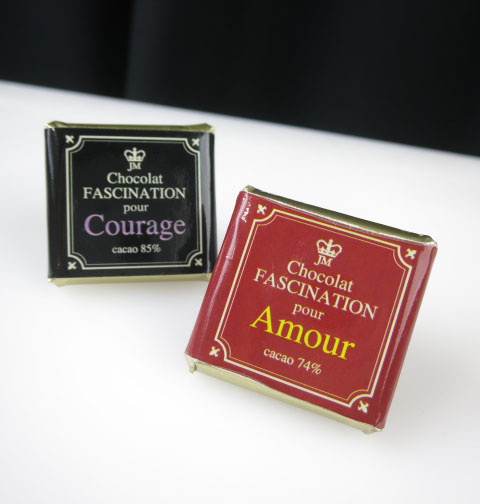 JM
Chocolat
FASCINATION
pour
Courage
cacao 85%
JM
Chocolat
FASCINATION
pour
Amour
cacao 74%